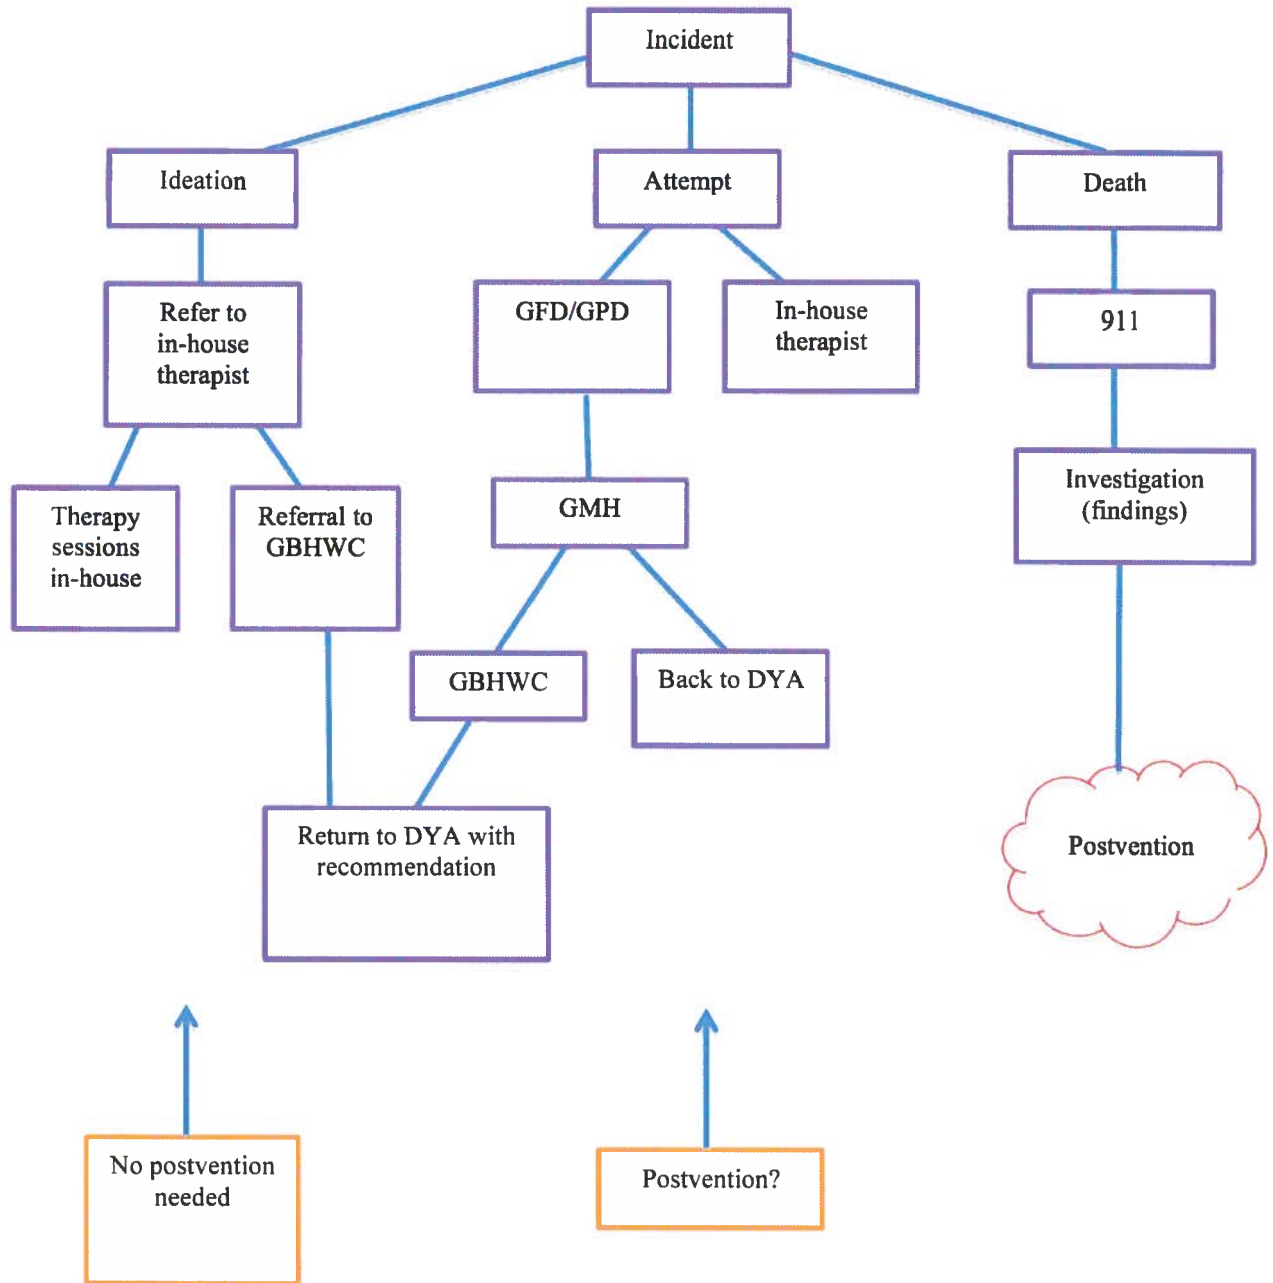 Incident
Ideation
Attempt
Death
Refer to
in-house
therapist
GFD/GPD
In-house
therapist
911
Therapy
sessions
in-house
Referral to
GBHWC
GMH
Investigation
(findings)
GBHWC
Back to DYA
Return to DYA with
recommendation
Postvention
No postvention
needed
Postvention?